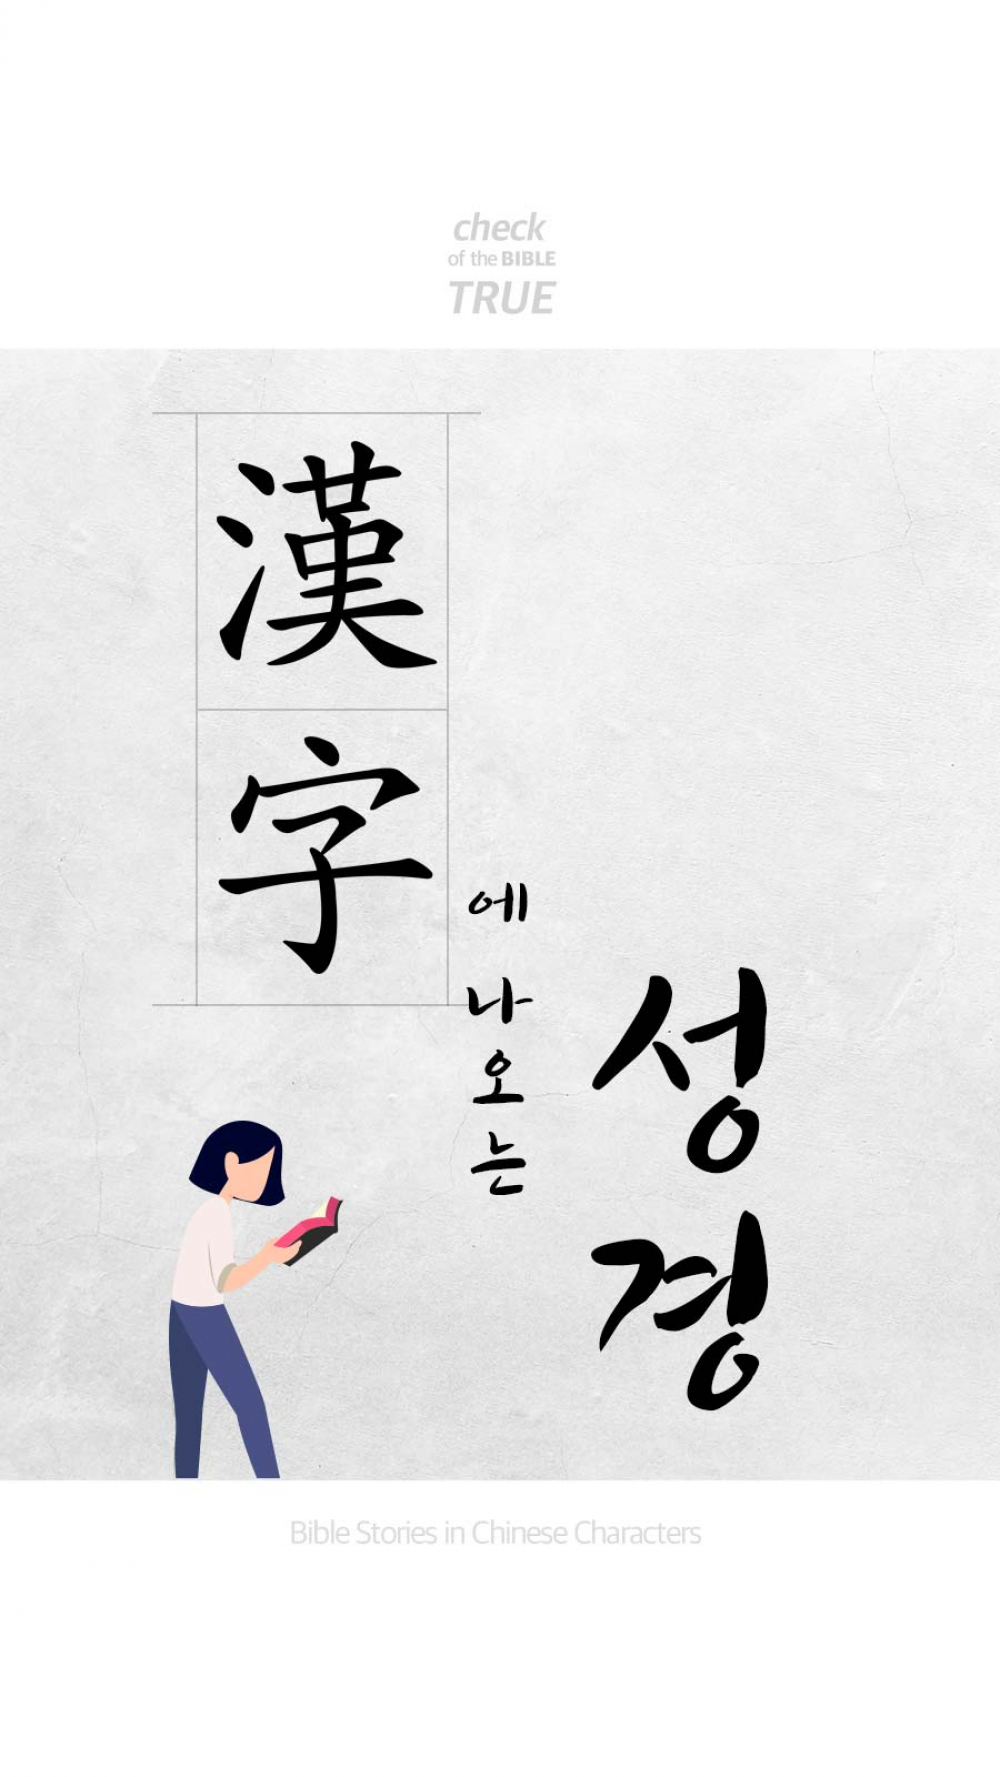 check
of the BIBLE
TRUE
漢字
에 나오는
성경
Bible Stories in Chinese Characters